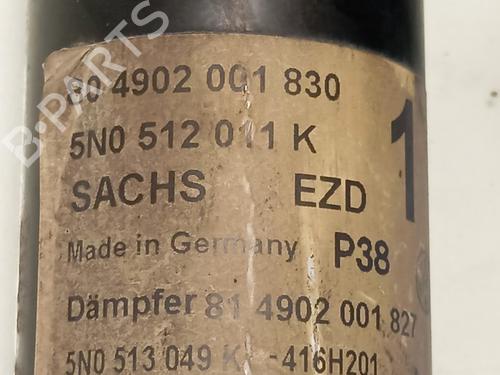 80 4902 001 830
5N0 512 011 K
SACHS EZD 1
Made in Germany P38
Dämpfer 81 4902 001 827
5N0 513 049 K -416H201
B-PARTS